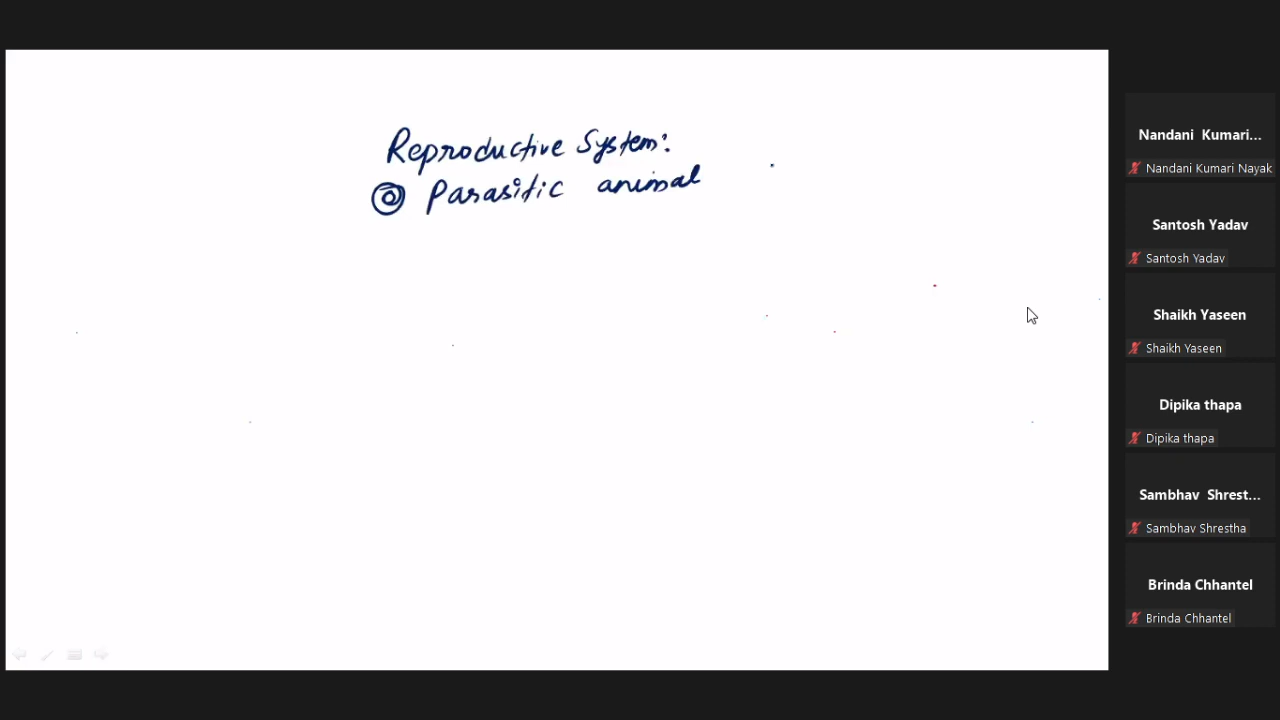 Reproductive System:
Parasitic animal
Nandani Kumari...
Nandani Kumari Nayak
Santosh Yadav
Santosh Yadav
Shaikh Yaseen
Shaikh Yaseen
Dipika thapa
Dipika thapa
Sambhav Shrest...
Sambhav Shrestha
Brinda Chhantel
Brinda Chhantel